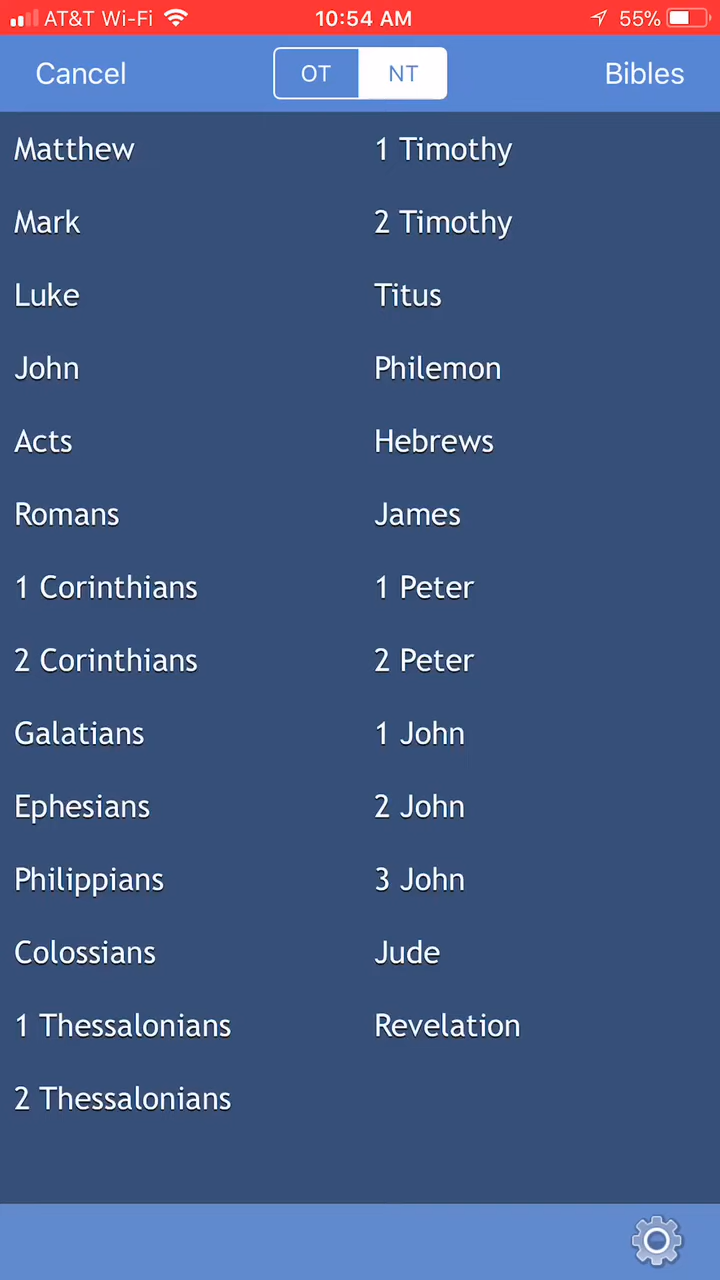 AT&T Wi-Fi 10:54 AM 55%
Cancel OT NT Bibles
Matthew
Mark
Luke
John
Acts
Romans
1 Corinthians
2 Corinthians
Galatians
Ephesians
Philippians
Colossians
1 Thessalonians
2 Thessalonians
1 Timothy
2 Timothy
Titus
Philemon
Hebrews
James
1 Peter
2 Peter
1 John
2 John
3 John
Jude
Revelation